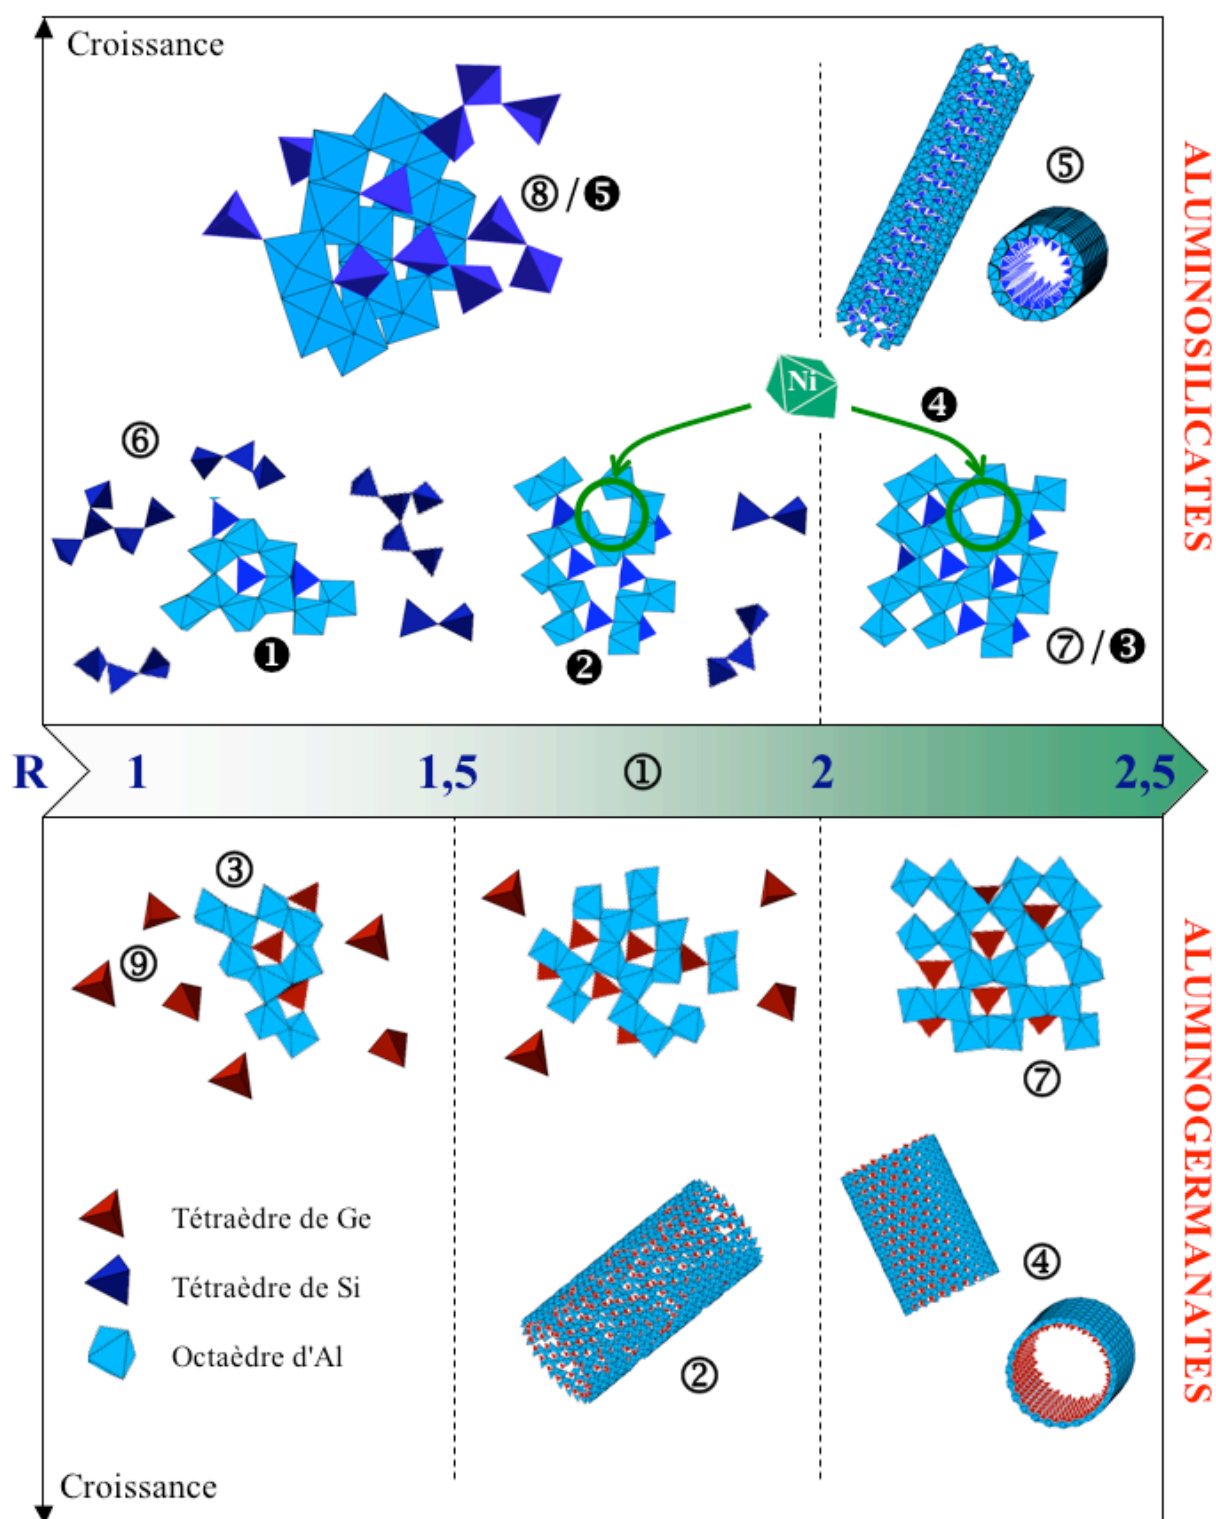 Croissance
⑤
⑧ / ❺
Ni
❹
⑥
❶
❷
⑦ / ❸
ALUMINOSILICATES
R 1 1,5 ① 2 2,5
③
⑨
⑦
Tétraèdre de Ge
Tétraèdre de Si
Octaèdre d'Al
④
②
ALUMINOGERMANATES
Croissance